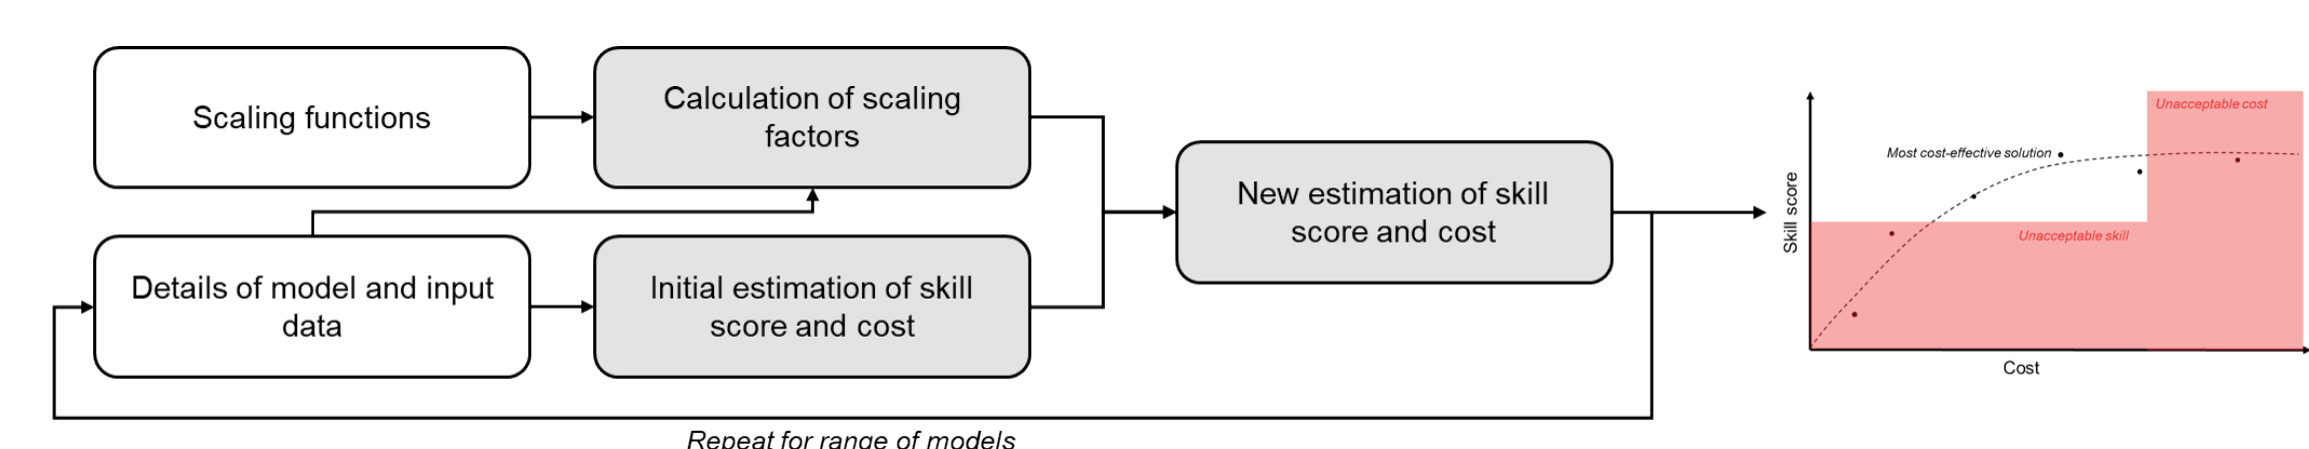 Scaling functions
Calculation of scaling
factors
Details of model and input
data
Initial estimation of skill
score and cost
New estimation of skill
score and cost
Repeat for range of models
Skill score
Unacceptable cost
Most cost-effective solution
Unacceptable skill
Cost